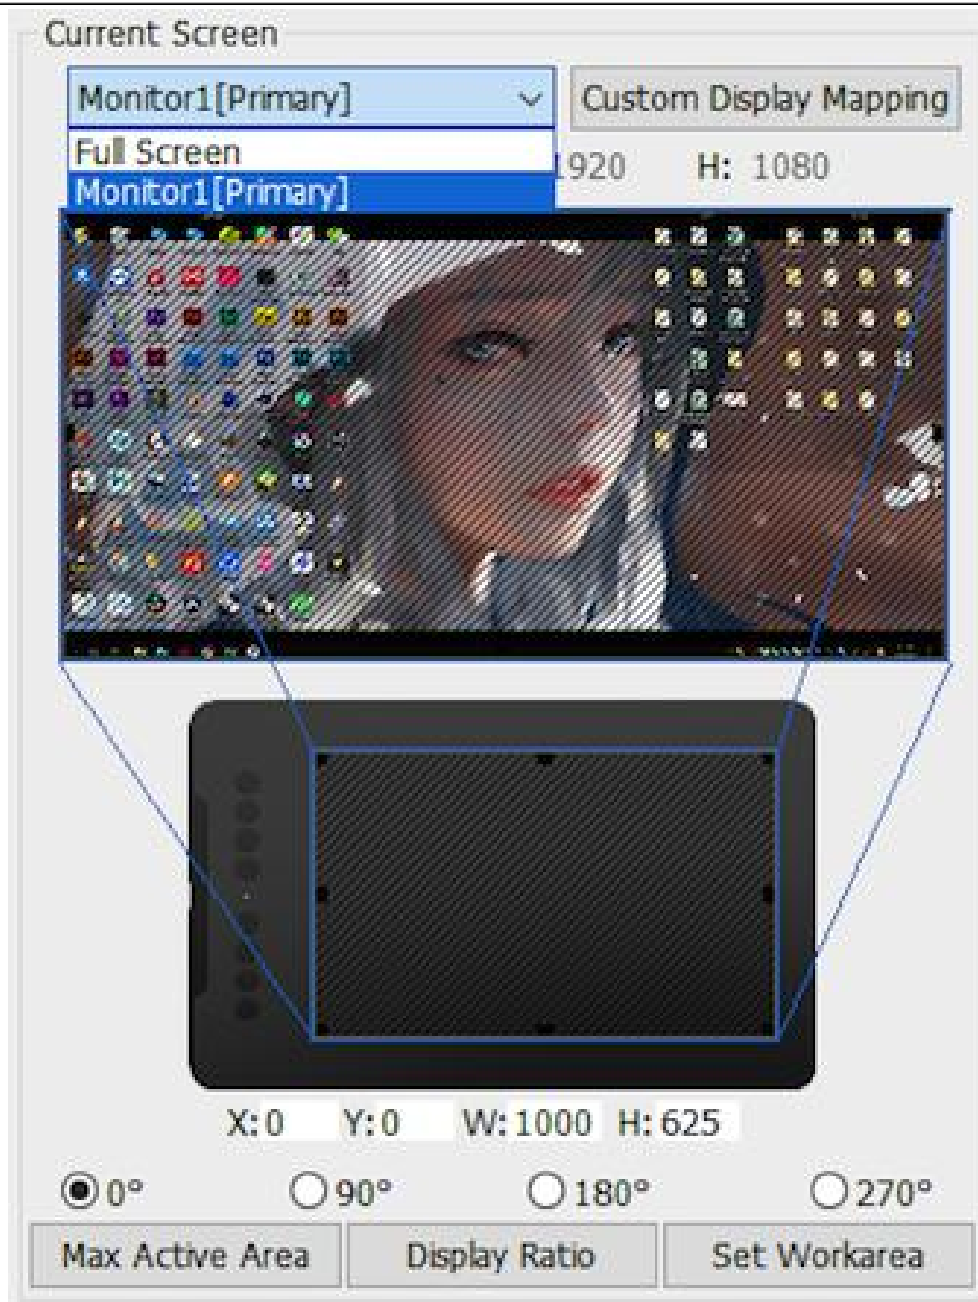 Current Screen
Monitor1[Primary] Custom Display Mapping
Full Screen
1920 H: 1080
Monitor1[Primary]
X: 0 Y: 0 W: 1000 H: 625
0° 90° 180° 270°
Max Active Area Display Ratio Set Workarea